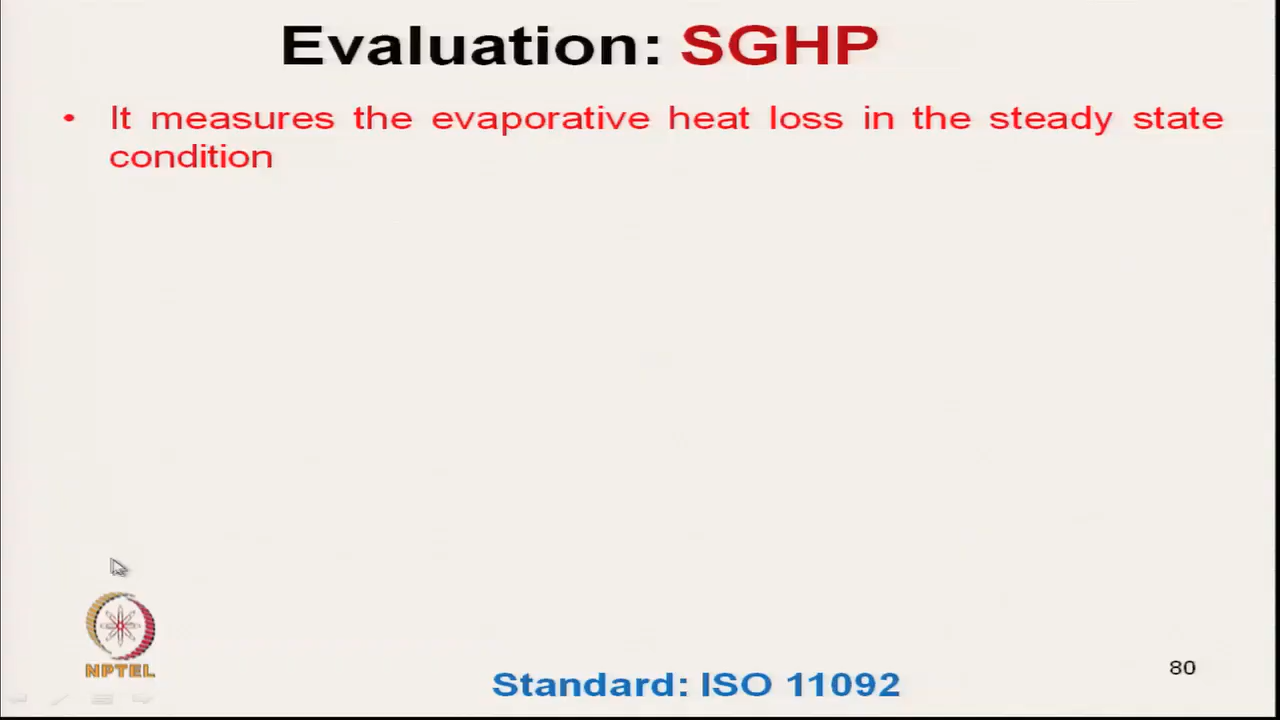 Evaluation: SGHP
• It measures the evaporative heat loss in the steady state
condition
NPTEL
80
Standard: ISO 11092